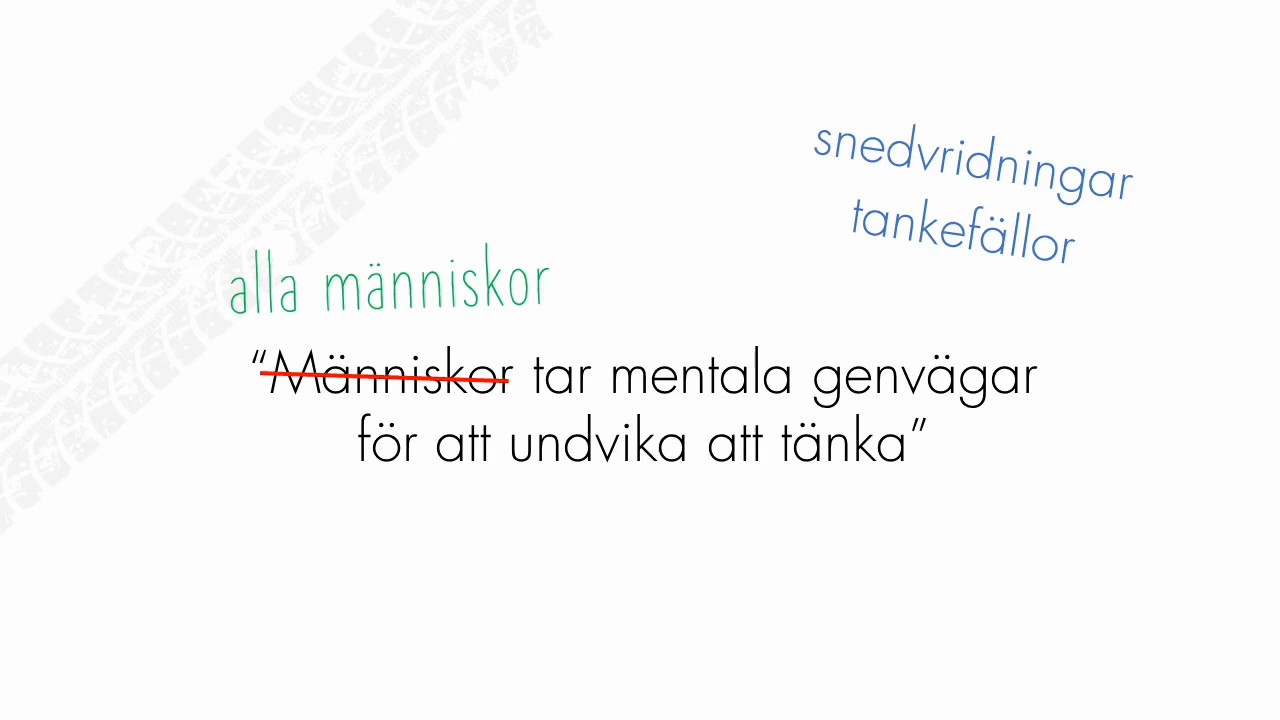 snedvridningar
tankefällor
alla människor
“Människor tar mentala genvägar
för att undvika att tänka”